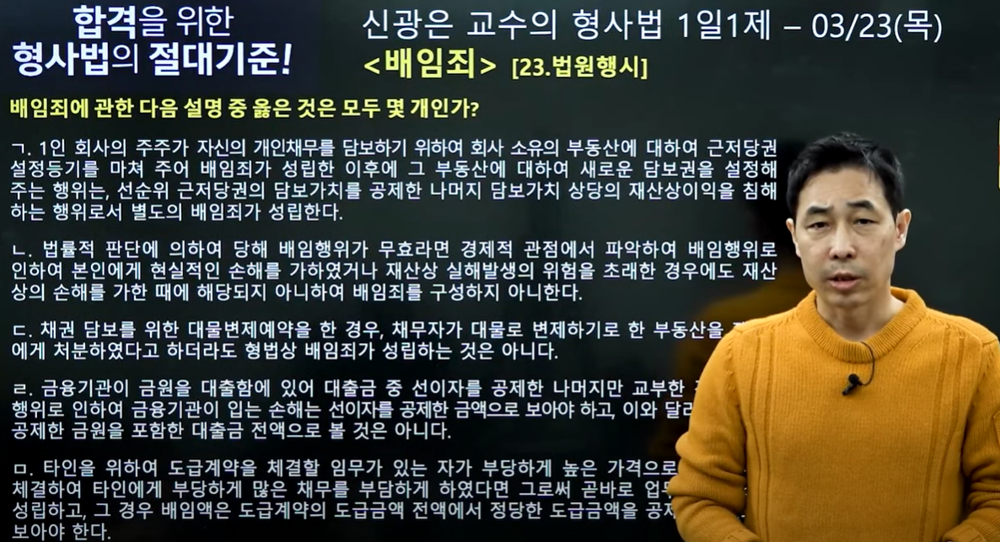 합격을 위한
형사법의 절대기준!
신광은 교수의 형사법 1일1제 – 03/23(목)
<배임죄> [23.법원행시]
배임죄에 관한 다음 설명 중 옳은 것은 모두 몇 개인가?
ㄱ. 1인 회사의 주주가 자신의 개인채무를 담보하기 위하여 회사 소유의 부동산에 대하여 근저당권
설정등기를 마쳐 주어 배임죄가 성립한 이후에 그 부동산에 대하여 새로운 담보권을 설정해
주는 행위는, 선순위 근저당권의 담보가치를 공제한 나머지 담보가치 상당의 재산상이익을 침해
하는 행위로서 별도의 배임죄가 성립한다.
ㄴ. 법률적 판단에 의하여 당해 배임행위가 무효라면 경제적 관점에서 파악하여 배임행위로
인하여 본인에게 현실적인 손해를 가하였거나 재산상 실해발생의 위험을 초래한 경우에도 재산
상의 손해를 가한 때에 해당되지 아니하여 배임죄를 구성하지 아니한다.
ㄷ. 채권 담보를 위한 대물변제예약을 한 경우, 채무자가 대물로 변제하기로 한 부동산을
에게 처분하였다고 하더라도 형법상 배임죄가 성립하는 것은 아니다.
ㄹ. 금융기관이 금원을 대출함에 있어 대출금 중 선이자를 공제한 나머지만 교부한
행위로 인하여 금융기관이 입는 손해는 선이자를 공제한 금액으로 보아야 하고, 이와
공제한 금원을 포함한 대출금 전액으로 볼 것은 아니다.
ㅁ. 타인을 위하여 도급계약을 체결할 임무가 있는 자가 부당하게 높은 가격으로
체결하여 타인에게 부당하게 많은 채무를 부담하게 하였다면 그로써 곧바로
성립하고, 그 경우 배임액은 도급계약의 도급금액 전액에서 정당한 도급금액을
보아야 한다.